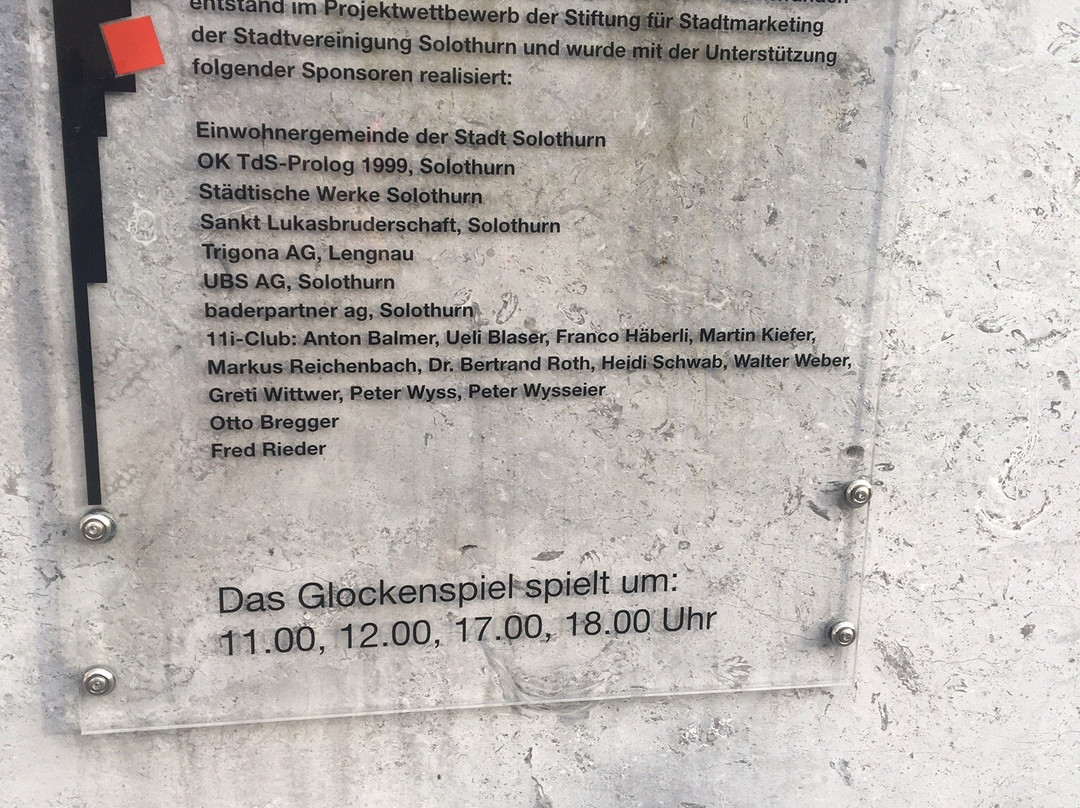 entstand im Projektwettbewerb der Stiftung für Stadtmarketing
der Stadtvereinigung Solothurn und wurde mit der Unterstützung
folgender Sponsoren realisiert:
Einwohnergemeinde der Stadt Solothurn
OK TdS-Prolog 1999, Solothurn
Städtische Werke Solothurn
Sankt Lukasbruderschaft, Solothurn
Trigona AG, Lengnau
UBS AG, Solothurn
baderpartner ag, Solothurn
11i-Club: Anton Balmer, Ueli Blaser, Franco Häberli, Martin Kiefer,
Markus Reichenbach, Dr. Bertrand Roth, Heidi Schwab, Walter Weber,
Greti Wittwer, Peter Wyss, Peter Wysseier
Otto Bregger
Fred Rieder
Das Glockenspiel spielt um:
11.00, 12.00, 17.00, 18.00 Uhr